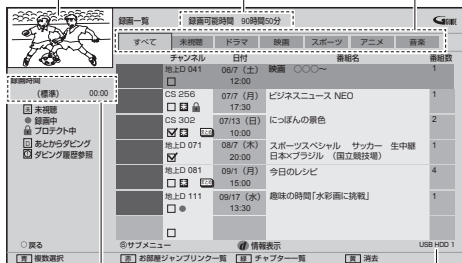 録画一覧 録画可能時間 90時間50分 GGUIDE
すべて 未視聴 ドラマ 映画 スポーツ アニメ 音楽
チャンネル 日付 番組名 番組数
地上D 041 06/7 (土) 12:00 映画 ○○○～ 1
録画時間
(標準) 00:00
未 未視聴
● 録画中
プロテクト中
あとからダビング
ダビング履歴参照
CS 256 07/7 (月) 17:30 ビジネスニュース NEO 1
CS 302 07/13 (日) 10:00 にっぽんの景色 2
地上D 071 08/7 (木) 20:00 スポーツスペシャル サッカー 生中継 1
日本×ブラジル (国立競技場)
地上D 081 09/1 (月) 15:00 今日のレシピ 4
地上D 111 09/17 (水) 13:30 趣味の時間「水彩画に挑戦」 1
○戻る Ⓢサブメニュー d 情報表示 USB HDD 1
青 複数選択 赤 お部屋ジャンプリンク一覧 緑 チャプター一覧 黄 消去